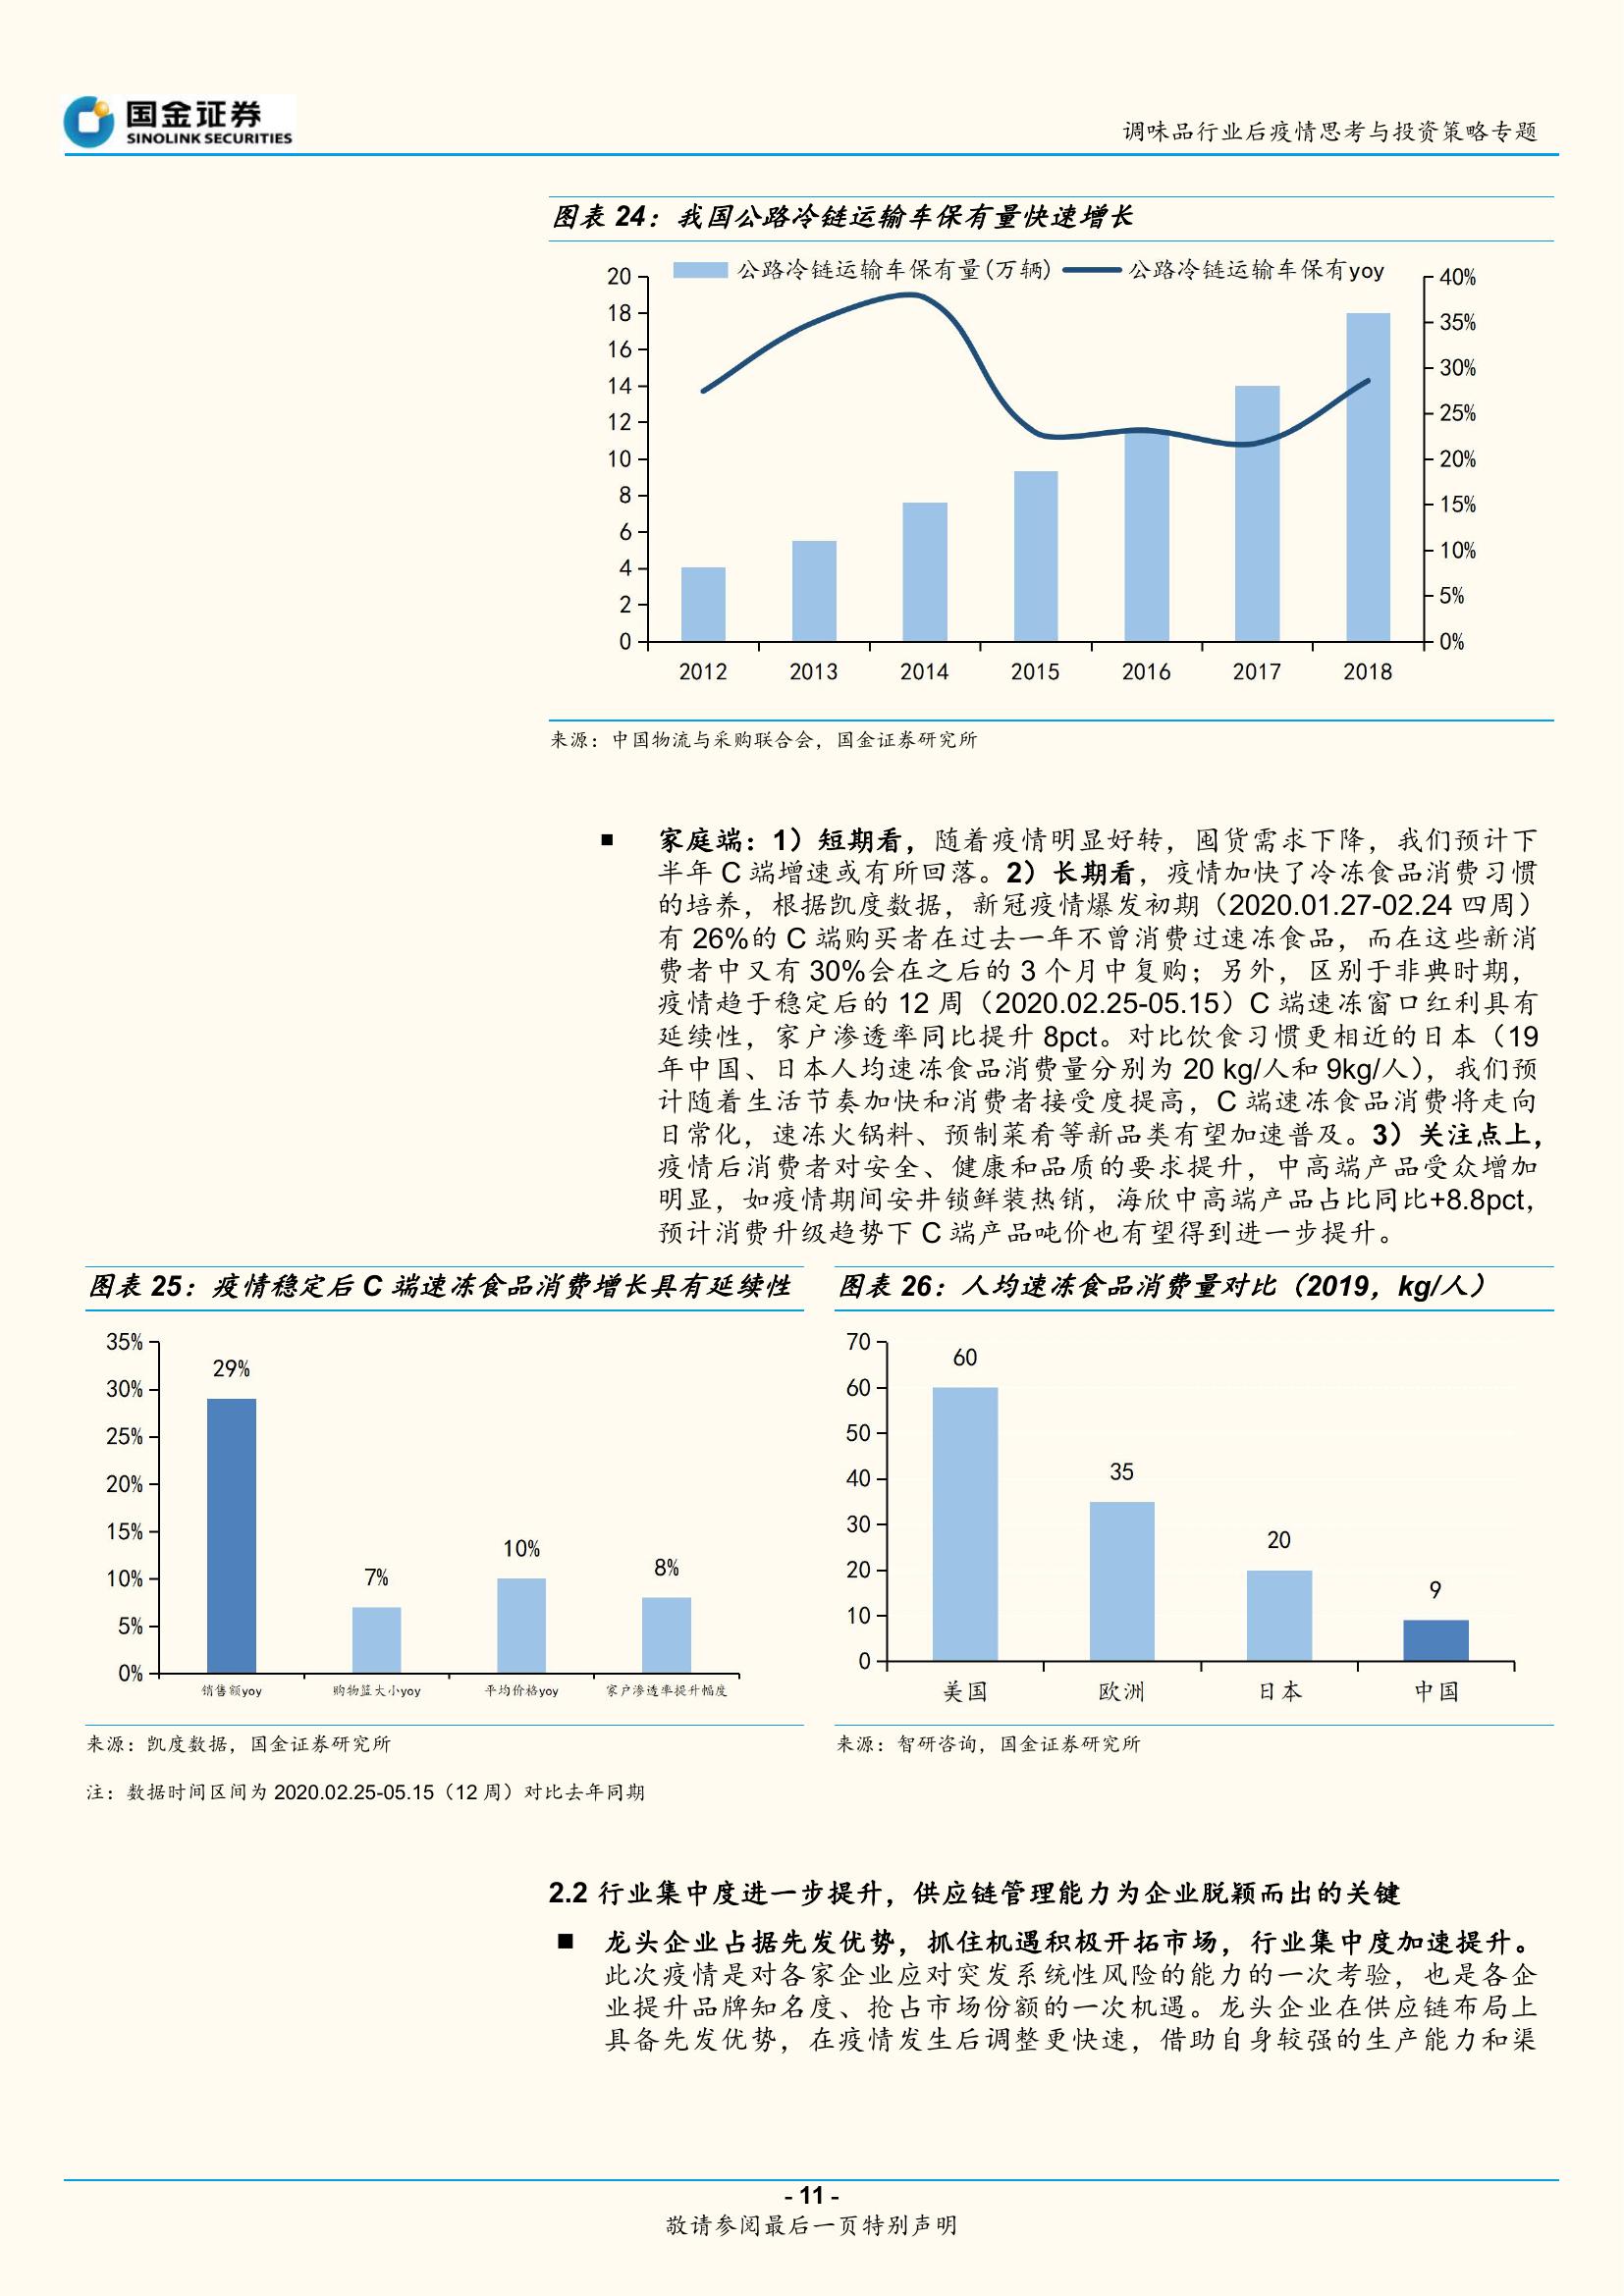 国金证券
SINOLINK SECURITIES
调味品行业后疫情思考与投资策略专题
图表 24：我国公路冷链运输车保有量快速增长
公路冷链运输车保有量(万辆) 公路冷链运输车保有yoy
20
18
16
14
12
10
8
6
4
2
0
40%
35%
30%
25%
20%
15%
10%
5%
0%
2012 2013 2014 2015 2016 2017 2018
来源：中国物流与采购联合会，国金证券研究所
■ 家庭端：1）短期看，随着疫情明显好转，囤货需求下降，我们预计下
半年 C 端增速或有所回落。2）长期看，疫情加快了冷冻食品消费习惯
的培养，根据凯度数据，新冠疫情爆发初期（2020.01.27-02.24 四周）
有 26%的 C 端购买者在过去一年不曾消费过速冻食品，而在这些新消
费者中又有 30%会在之后的 3 个月中复购；另外，区别于非典时期，
疫情趋于稳定后的 12 周（2020.02.25-05.15）C 端速冻窗口红利具有
延续性，家户渗透率同比提升 8pct。对比饮食习惯更相近的日本（19
年中国、日本人均速冻食品消费量分别为 20 kg/人和 9kg/人），我们预
计随着生活节奏加快和消费者接受度提高，C 端速冻食品消费将走向
日常化，速冻火锅料、预制菜肴等新品类有望加速普及。3）关注点上，
疫情后消费者对安全、健康和品质的要求提升，中高端产品受众增加
明显，如疫情期间安井锁鲜装热销，海欣中高端产品占比同比+8.8pct，
预计消费升级趋势下 C 端产品吨价也有望得到进一步提升。
图表 25：疫情稳定后 C 端速冻食品消费增长具有延续性
35%
30%
25%
20%
15%
10%
5%
0%
29%
7%
10%
8%
销售额yoy 购物篮大小yoy 平均价格yoy 家户渗透率提升幅度
来源：凯度数据，国金证券研究所
注：数据时间区间为 2020.02.25-05.15（12 周）对比去年同期
图表 26：人均速冻食品消费量对比（2019，kg/人）
70
60
50
40
30
20
10
0
60
35
20
9
美国 欧洲 日本 中国
来源：智研咨询，国金证券研究所
2.2 行业集中度进一步提升，供应链管理能力为企业脱颖而出的关键
■ 龙头企业占据先发优势，抓住机遇积极开拓市场，行业集中度加速提升。
此次疫情是对各家企业应对突发系统性风险的能力的一次考验，也是各企
业提升品牌知名度、抢占市场份额的一次机遇。龙头企业在供应链布局上
具备先发优势，在疫情发生后调整更快速，借助自身较强的生产能力和渠
- 11 -
敬请参阅最后一页特别声明